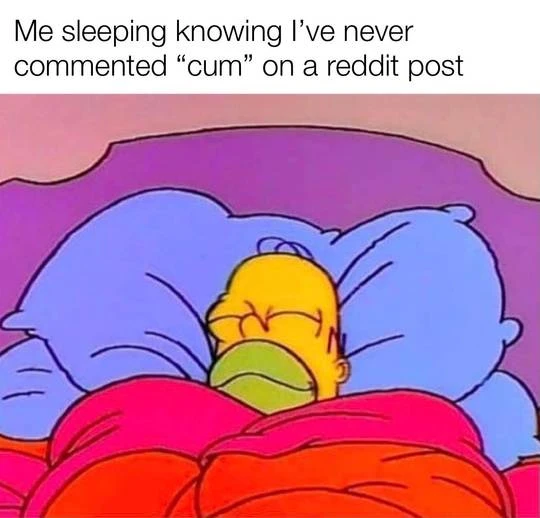 Me sleeping knowing I’ve never
commented “cum” on a reddit post